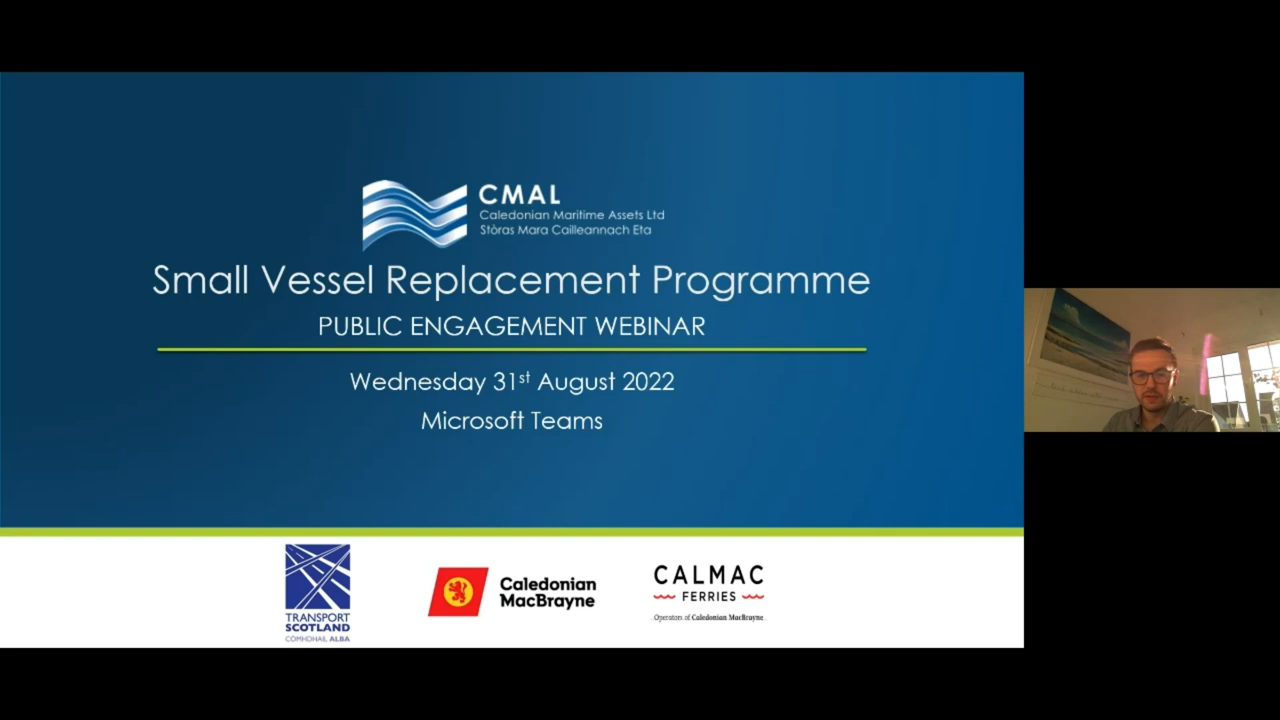 CMAL
Caledonian Maritime Assets Ltd
Stòras Mara Cailleannach Eta
Small Vessel Replacement Programme
PUBLIC ENGAGEMENT WEBINAR
Wednesday 31st August 2022
Microsoft Teams
TRANSPORT
SCOTLAND
COMHDHAIL ALBA
Caledonian
MacBrayne
CALMAC
FERRIES
Operators of Caledonian MacBrayne